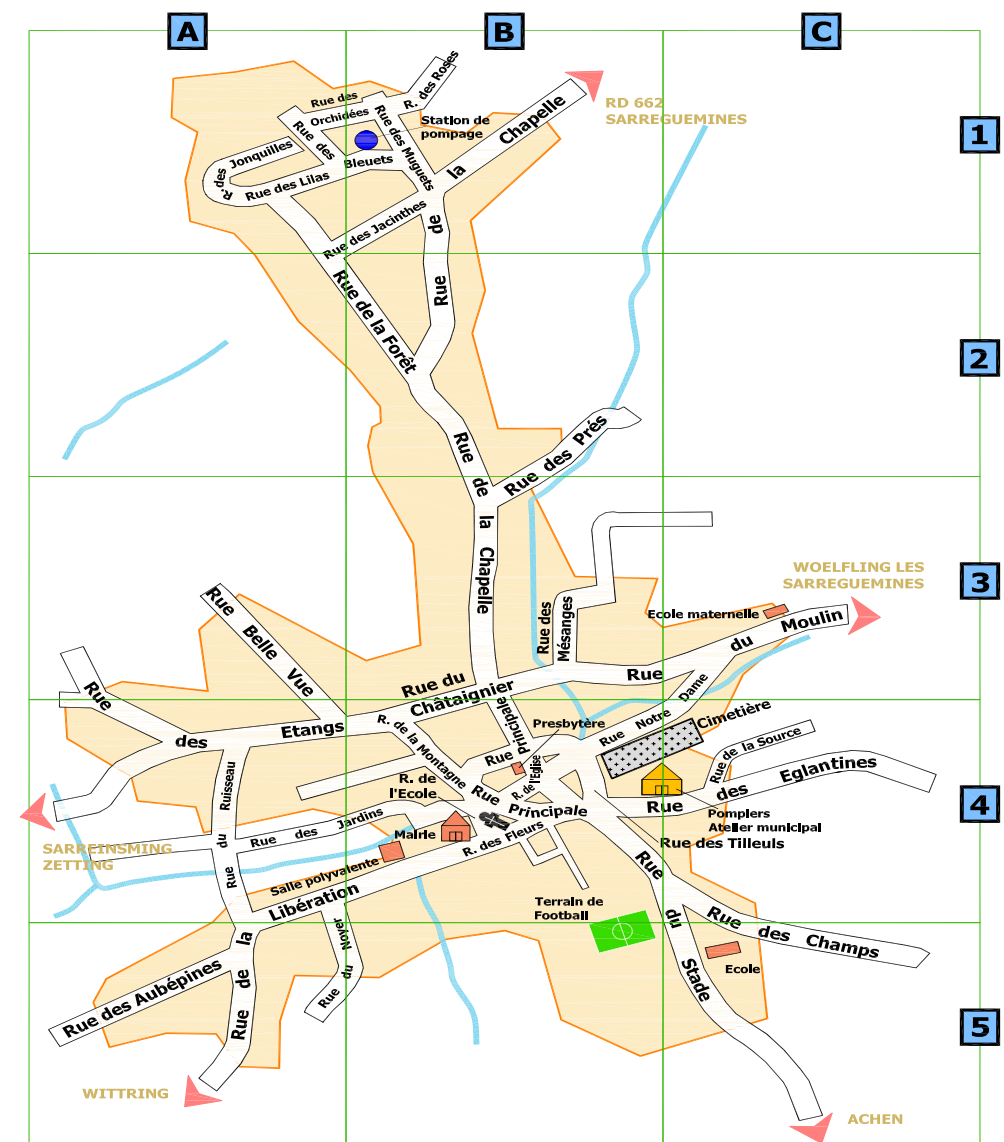 A
B
C
1
2
3
4
5
RD 662
SARREGUEMINES
Rue des
Orchidées
R. des Roses
Station de
pompage
Rue des Muguets
Rue des
Bleuets
R. des Jonquilles
Rue des Lilas
Rue des Jacinthes
Rue de la Chapelle
Rue de la Forêt
Rue des Prés
Rue de la Chapelle
WOELFLING LES
SARREGUEMINES
Rue des
Mésanges
Ecole maternelle
Rue du Moulin
Rue Belle Vue
Rue du
Châtaignier
Rue des Etangs
R. de la Montagne
Principale
Rue
Presbytère
R. de l'Eglise
Rue Notre Dame
Cimetière
Rue de la Source
Rue des Eglantines
Pompiers
Atelier municipal
Rue des Tilleuls
R. de
l'Ecole
Rue Principale
Rue du Ruisseau
Rue des Jardins
Mairie
R. des Fleurs
Salle polyvalente
SARREINSMING
ZETTING
Rue de la Libération
Terrain de
Football
Rue du Stade
Rue des Champs
Ecole
Rue du Noyer
Rue des Aubépines
WITTRING
ACHEN